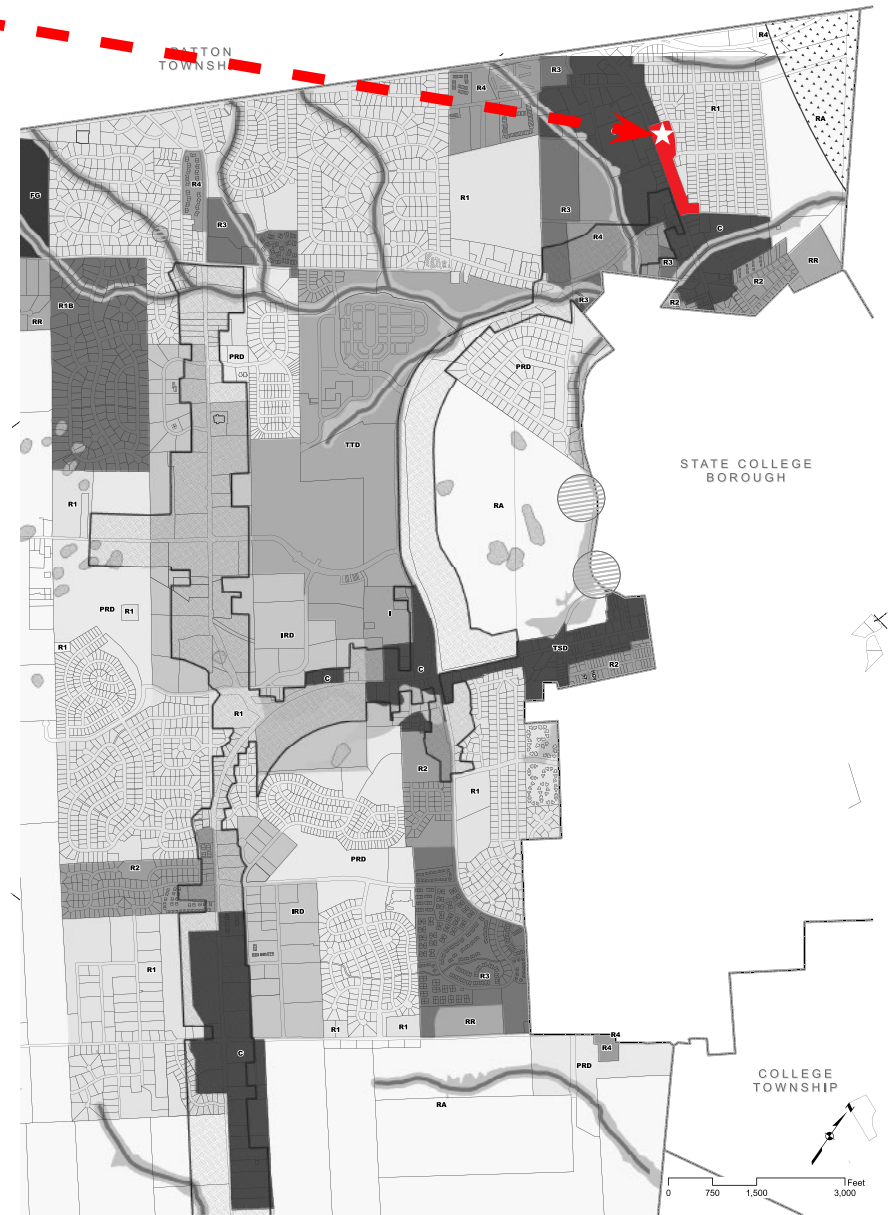 PATTON
TOWNSHIP
R4
R3
R4
R1
RA
FG
R4
R1
R3
R3
R4
C
R3
RR
R2
R2
R3
R1B
RR
PRD
PRD
TTD
STATE COLLEGE
BOROUGH
R1
RA
PRD
R1
I
R1
IRD
TSD
R2
C
C
R1
R2
R1
PRD
R2
IRD
R1
R3
R1
R1
RR
R4
R4
C
PRD
COLLEGE
TOWNSHIP
RA
N
Feet
0 750 1,500 3,000